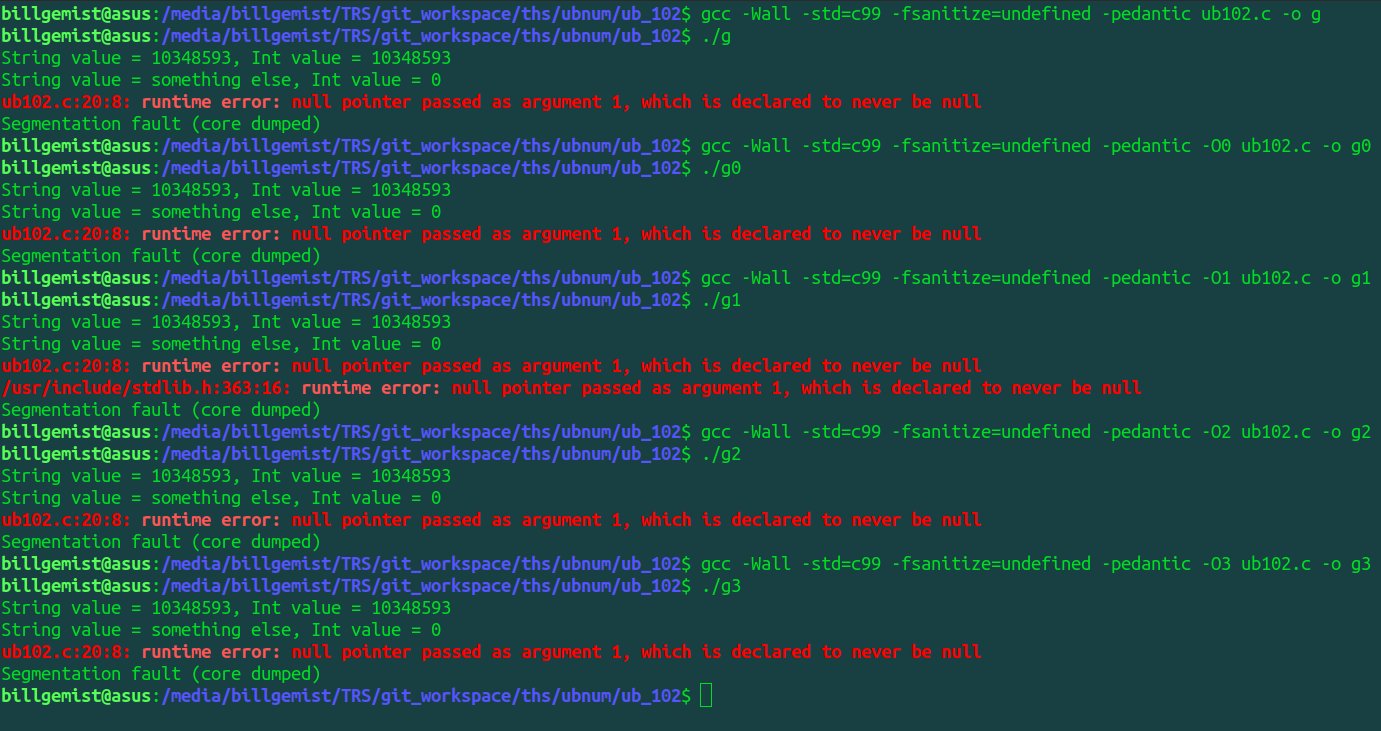 billgemist@asus:/media/billgemist/TRS/git_workspace/ths/ub_102$ gcc -Wall -std=c99 -fsanitize=undefined -pedantic ub102.c -o g
billgemist@asus:/media/billgemist/TRS/git_workspace/ths/ub_102$ ./g
String value = 10348593, Int value = 10348593
String value = something else, Int value = 0
ub102.c:20:8: runtime error: null pointer passed as argument 1, which is declared to never be null
Segmentation fault (core dumped)
billgemist@asus:/media/billgemist/TRS/git_workspace/ths/ubnum/ub_102$ gcc -Wall -std=c99 -fsanitize=undefined -pedantic -O0 ub102.c -o g0
billgemist@asus:/media/billgemist/TRS/git_workspace/ths/ubnum/ub_102$ ./g0
String value = 10348593, Int value = 10348593
String value = something else, Int value = 0
ub102.c:20:8: runtime error: null pointer passed as argument 1, which is declared to never be null
Segmentation fault (core dumped)
billgemist@asus:/media/billgemist/TRS/git_workspace/ths/ubnum/ub_102$ gcc -Wall -std=c99 -fsanitize=undefined -pedantic -O1 ub102.c -o g1
billgemist@asus:/media/billgemist/TRS/git_workspace/ths/ubnum/ub_102$ ./g1
String value = 10348593, Int value = 10348593
String value = something else, Int value = 0
ub102.c:20:8: runtime error: null pointer passed as argument 1, which is declared to never be null
/usr/include/stdlib.h:363:16: runtime error: null pointer passed as argument 1, which is declared to never be null
Segmentation fault (core dumped)
billgemist@asus:/media/billgemist/TRS/git_workspace/ths/ubnum/ub_102$ gcc -Wall -std=c99 -fsanitize=undefined -pedantic -O2 ub102.c -o g2
billgemist@asus:/media/billgemist/TRS/git_workspace/ths/ubnum/ub_102$ ./g2
String value = 10348593, Int value = 10348593
String value = something else, Int value = 0
ub102.c:20:8: runtime error: null pointer passed as argument 1, which is declared to never be null
Segmentation fault (core dumped)
billgemist@asus:/media/billgemist/TRS/git_workspace/ths/ubnum/ub_102$ gcc -Wall -std=c99 -fsanitize=undefined -pedantic -O3 ub102.c -o g3
billgemist@asus:/media/billgemist/TRS/git_workspace/ths/ubnum/ub_102$ ./g3
String value = 10348593, Int value = 10348593
String value = something else, Int value = 0
ub102.c:20:8: runtime error: null pointer passed as argument 1, which is declared to never be null
Segmentation fault (core dumped)
billgemist@asus:/media/billgemist/TRS/git_workspace/ths/ubnum/ub_102$